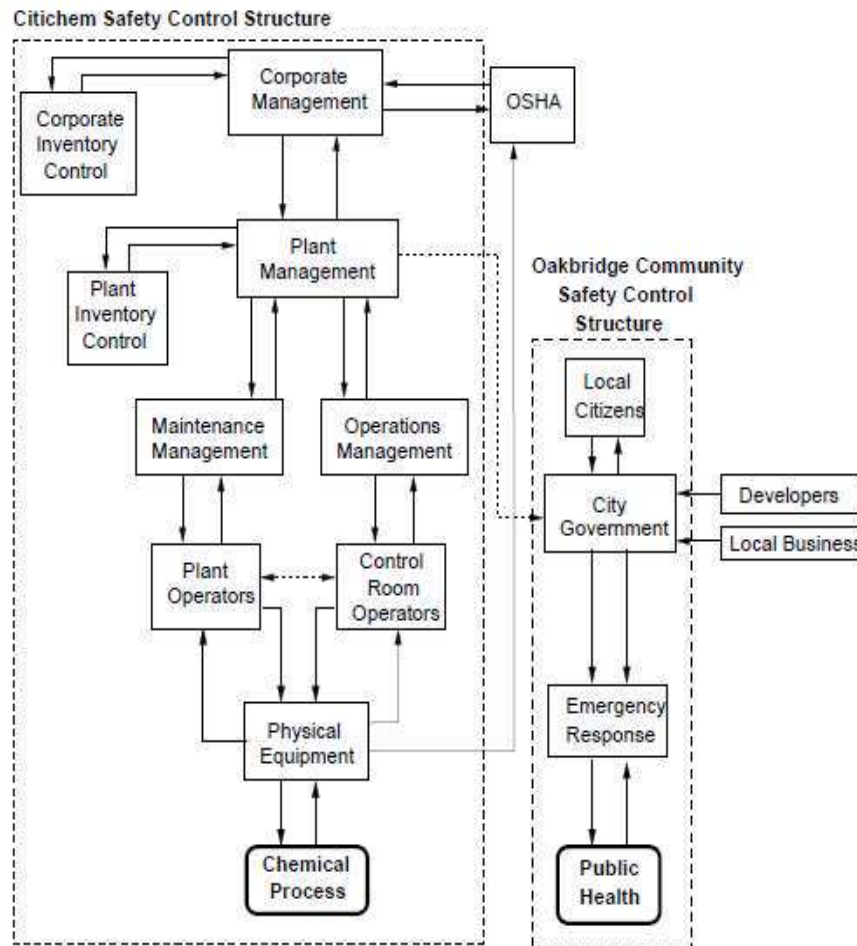 Citichem Safety Control Structure
Corporate
Management
OSHA
Corporate
Inventory
Control
Plant
Management
Plant
Inventory
Control
Oakbridge Community
Safety Control
Structure
Local
Citizens
Maintenance
Management
Operations
Management
City
Government
Developers
Local Business
Plant
Operators
Control
Room
Operators
Emergency
Response
Physical
Equipment
Chemical
Process
Public
Health